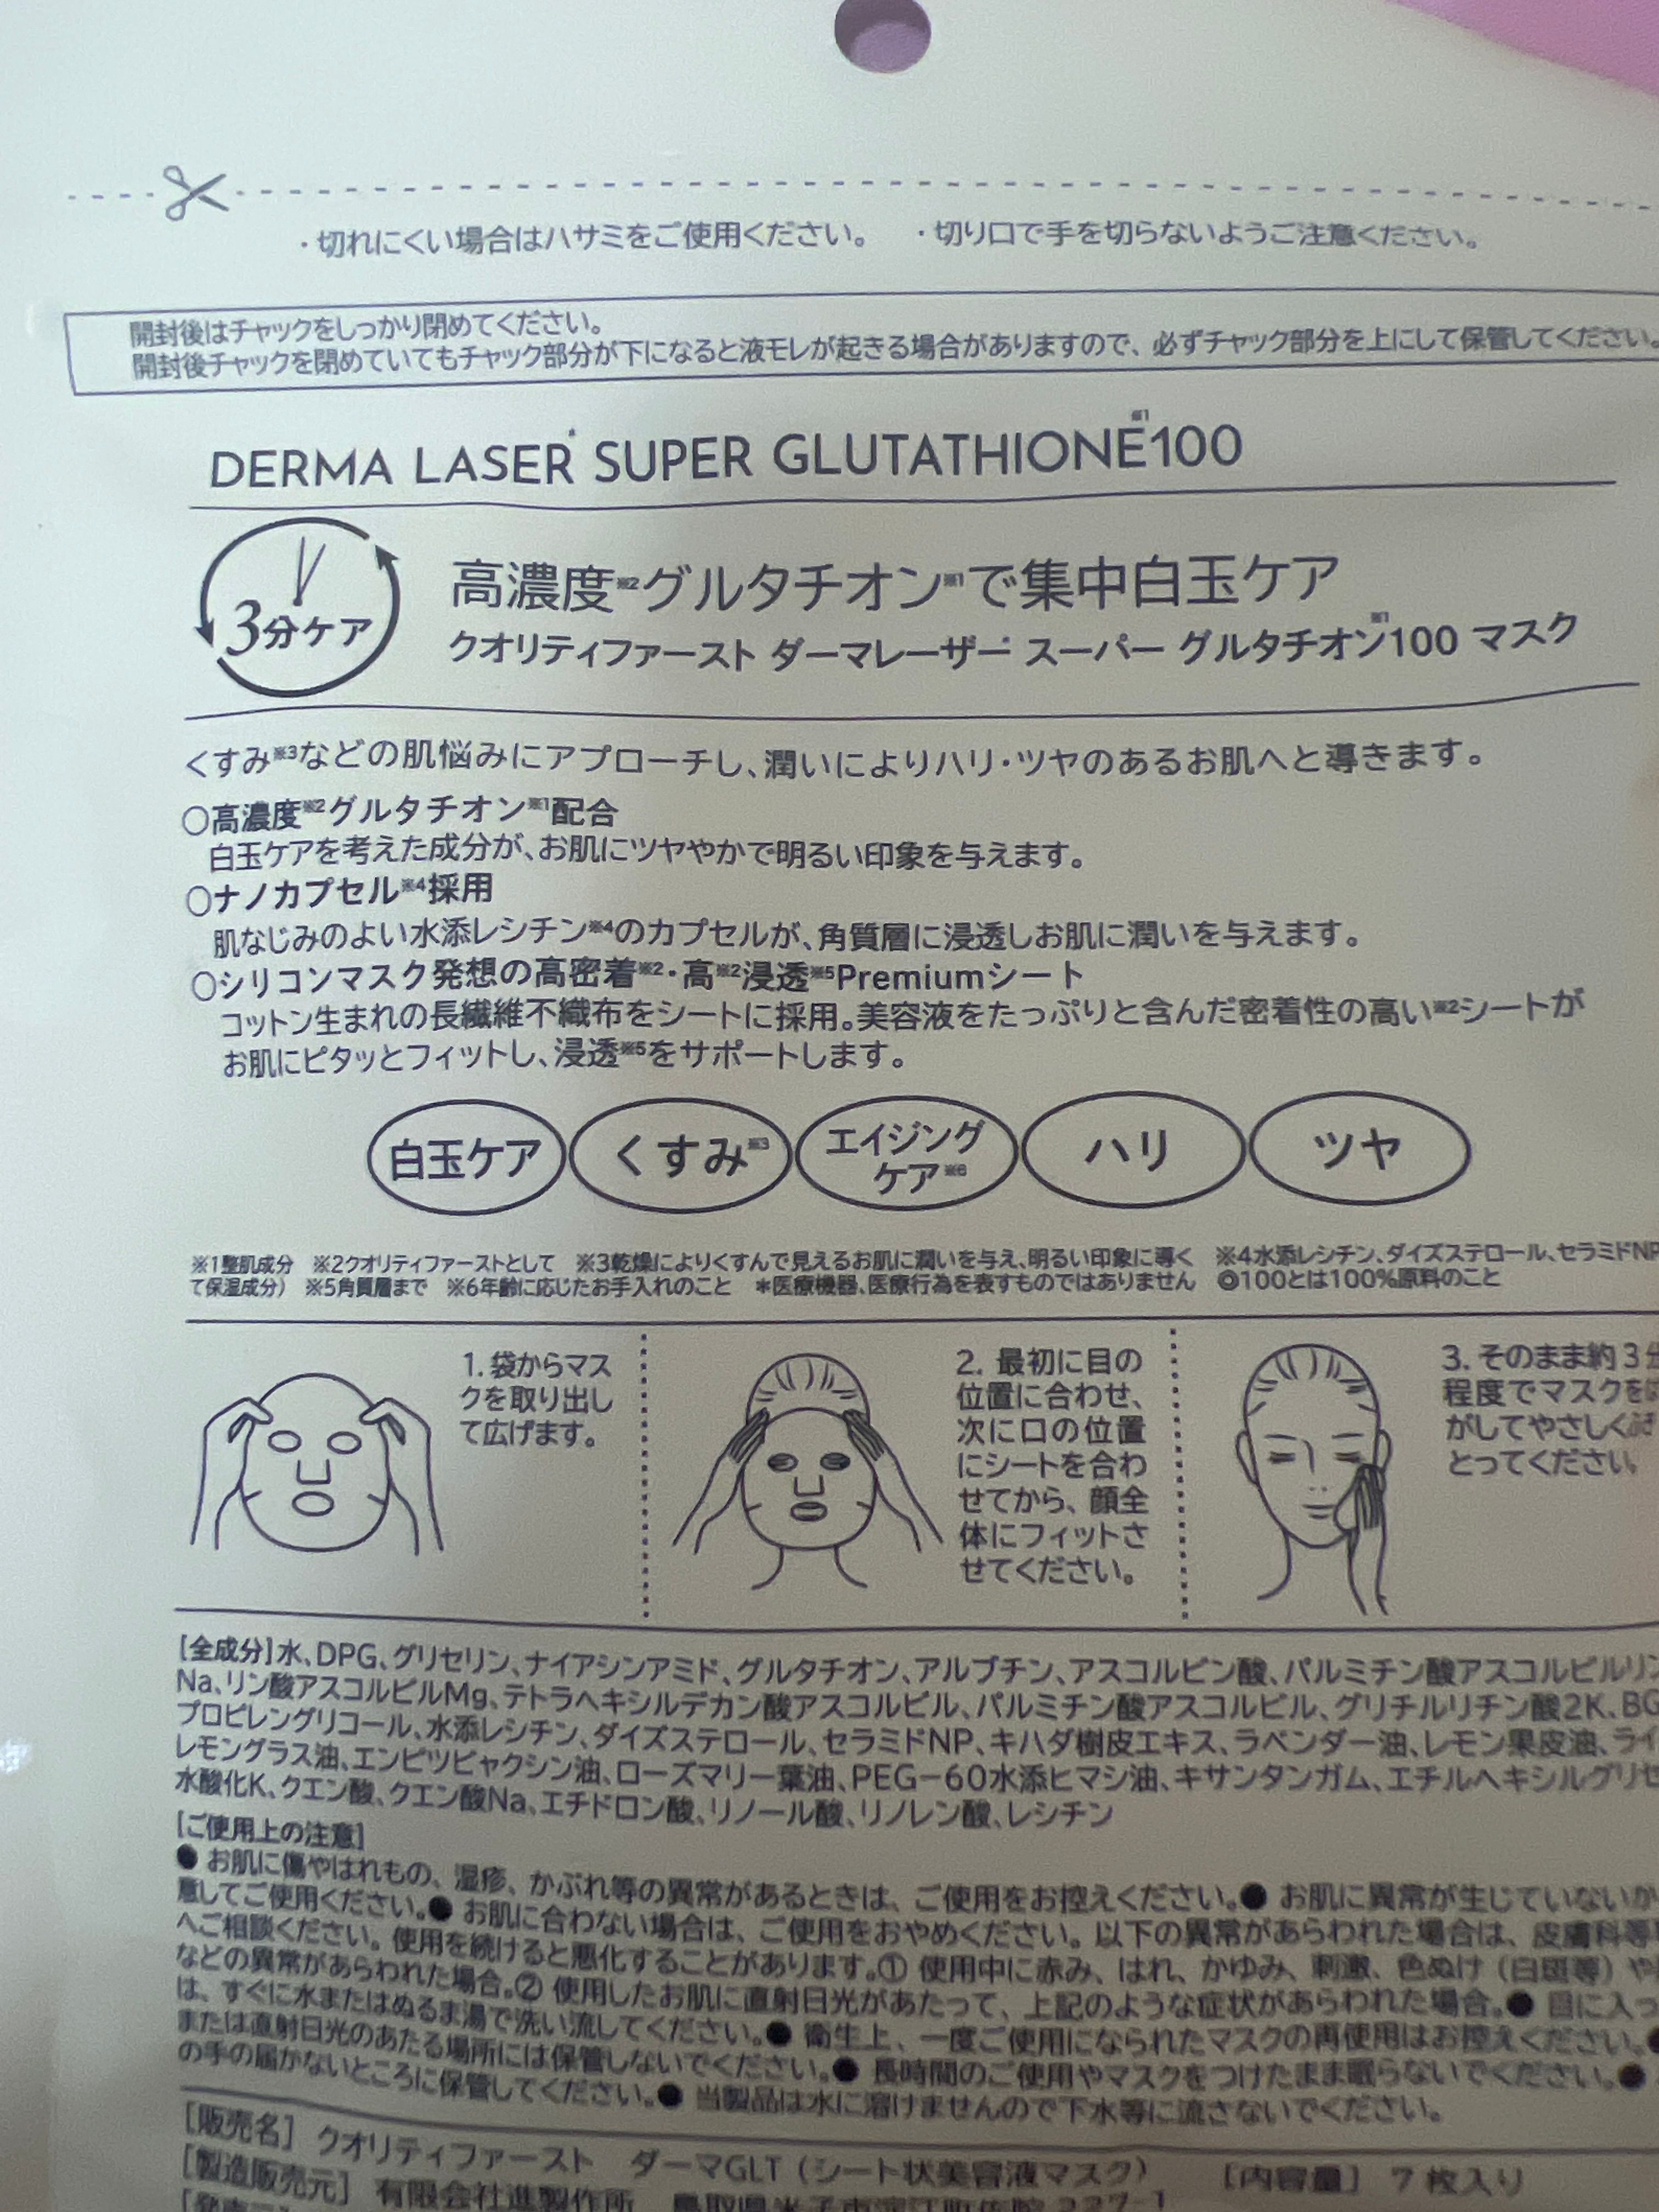 ・切れにくい場合はハサミをご使用ください。 ・切り口で手を切らないようご注意ください。
開封後はチャックをしっかり閉めてください。
開封後チャックを閉めていてもチャック部分が下になると液モレが起きる場合がありますので、必ずチャック部分を上にして保管してください。
DERMA LASER* SUPER GLUTATHIONE※1100
3分ケア
高濃度※2グルタチオン※1で集中白玉ケア
クオリティファースト ダーマレーザー* スーパー グルタチオン※1100 マスク
くすみ※3などの肌悩みにアプローチし、潤いによりハリ・ツヤのあるお肌へと導きます。
○高濃度※2グルタチオン※1配合
白玉ケアを考えた成分が、お肌にツヤやかで明るい印象を与えます。
○ナノカプセル※4採用
肌なじみのよい水添レシチン※4のカプセルが、角質層に浸透しお肌に潤いを与えます。
○シリコンマスク発想の高密着※2・高※2浸透※5Premiumシート
コットン生まれの長繊維不織布をシートに採用。美容液をたっぷりと含んだ密着性の高い※2シートが
お肌にピタッとフィットし、浸透※5をサポートします。
白玉ケア くすみ※3 エイジングケア※6 ハリ ツヤ
※1整肌成分 ※2クオリティファーストとして ※3乾燥によりくすんで見えるお肌に潤いを与え、明るい印象に導く ※4水添レシチン、ダイズステロール、セラミドNP
て保湿成分) ※5角質層まで ※6年齢に応じたお手入れのこと *医療機器、医療行為を表すものではありません ◎100とは100%原料のこと
1. 袋からマス
クを取り出し
て広げます。
2. 最初に目の
位置に合わせ、
次に口の位置
にシートを合わ
せてから、顔全
体にフィットさ
せてください。
3. そのまま約3分
程度でマスクをは
がしてやさしくふき
とってください。
[全成分]水、DPG、グリセリン、ナイアシンアミド、グルタチオン、アルブチン、アスコルビン酸、パルミチン酸アスコルビルリン
Na、リン酸アスコルビルMg、テトラヘキシルデカン酸アスコルビル、パルミチン酸アスコルビル、グリチルリチン酸2K、BG
プロピレングリコール、水添レシチン、ダイズステロール、セラミドNP、キハダ樹皮エキス、ラベンダー油、レモン果皮油、ライ
レモングラス油、エンピツビャクシン油、ローズマリー葉油、PEG-60水添ヒマシ油、キサンタンガム、エチルヘキシルグリセ
水酸化K、クエン酸、クエン酸Na、エチドロン酸、リノール酸、リノレン酸、レシチン
[ご使用上の注意]
● お肌に傷やはれもの、湿疹、かぶれ等の異常があるときは、ご使用をお控えください。● お肌に異常が生じていないか
意してご使用ください。● お肌に合わない場合は、ご使用をおやめください。以下の異常があらわれた場合は、皮膚科等
へご相談ください。使用を続けると悪化することがあります。① 使用中に赤み、はれ、かゆみ、刺激、色ぬけ(白斑等)や
などの異常があらわれた場合。② 使用したお肌に直射日光があたって、上記のような症状があらわれた場合。● 目に入っ
は、すぐに水またはぬるま湯で洗い流してください。● 衛生上、一度ご使用になられたマスクの再使用はお控えください。●
または直射日光のあたる場所には保管しないでください。● 長時間のご使用やマスクをつけたまま眠らないでください。●
の手の届かないところに保管してください。● 当製品は水に溶けませんので下水等に流さないでください。
[販売名] クオリティファースト ダーマGLT(シート状美容液マスク) [内容量] 7枚入り
[製造販売元] 有限会社進製作所 鳥取県米子市淀江町佐陀